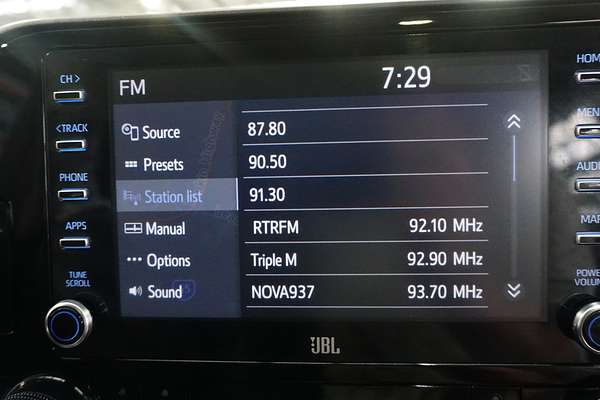 FM 7:29
CH >
<TRACK
PHONE
APPS
TUNE
SCROLL
Source
Presets
Station list
Manual
Options
Sound
87.80
90.50
91.30
RTRFM 92.10 MHz
Triple M 92.90 MHz
NOVA937 93.70 MHz
HOM
MEN
AUD
MA
POWER
VOLUM
JBL